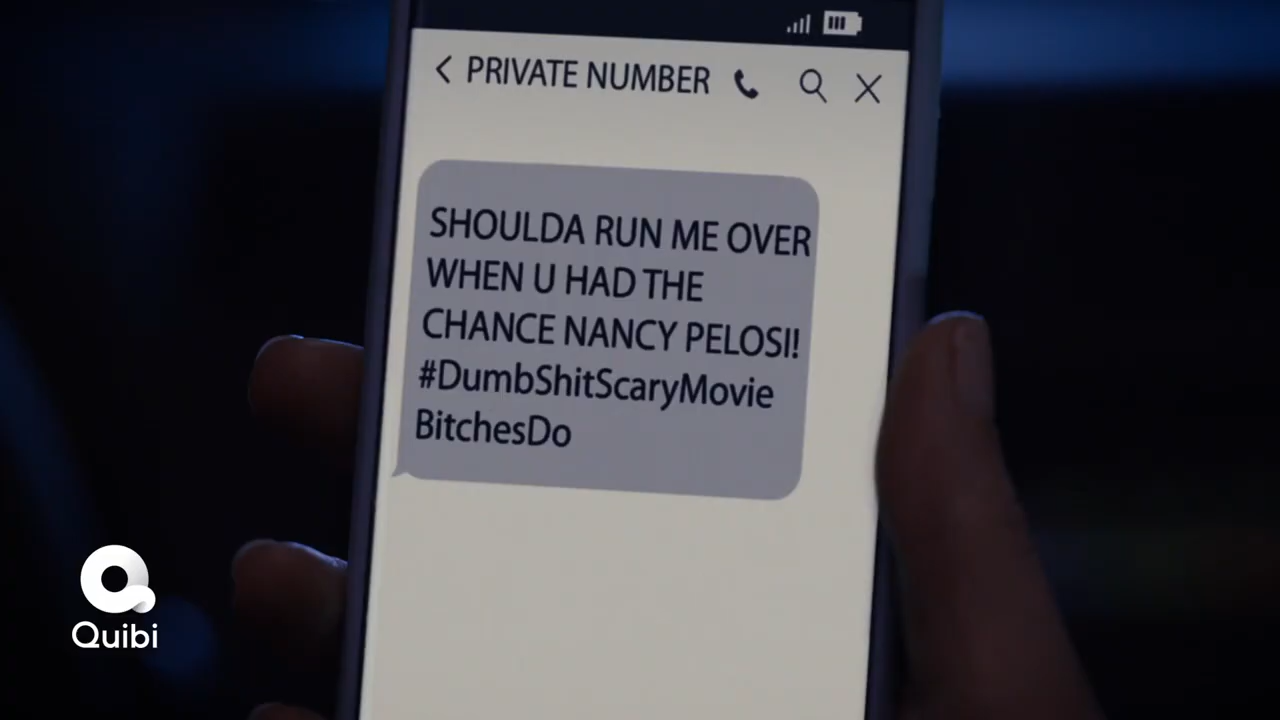 PRIVATE NUMBER
SHOULDA RUN ME OVER
WHEN U HAD THE
CHANCE NANCY PELOSI!
#DumbShitScaryMovie
BitchesDo
Quibi